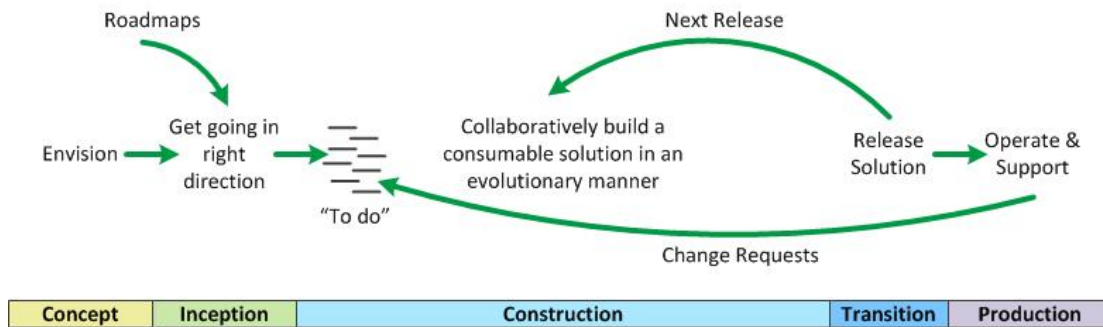 Roadmaps
Next Release
Envision
Get going in
right
direction
“To do”
Collaboratively build a
consumable solution in an
evolutionary manner
Release
Solution
Operate &
Support
Change Requests
Concept
Inception
Construction
Transition
Production